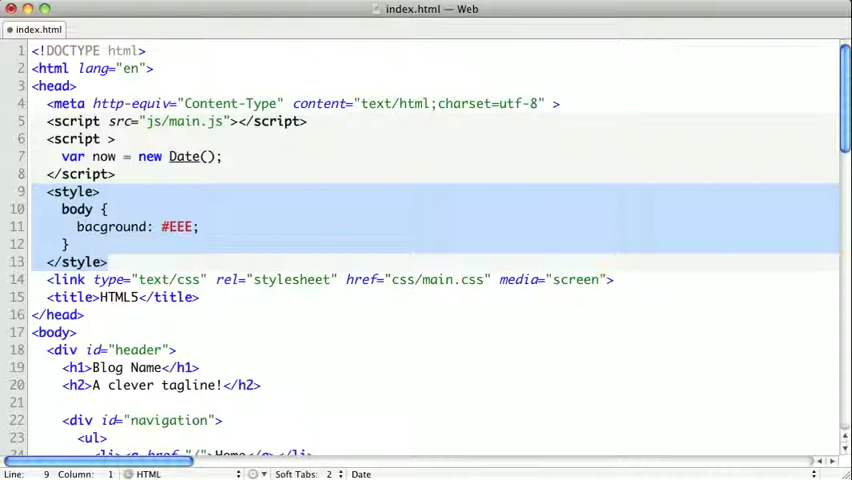 index.html — Web
index.html
1 <!DOCTYPE html>
2 <html lang="en">
3 <head>
4 <meta http-equiv="Content-Type" content="text/html;charset=utf-8" >
5 <script src="js/main.js"></script>
6 <script >
7 var now = new Date();
8 </script>
9 <style>
10 body {
11 bacground: #EEE;
12 }
13 </style>
14 <link type="text/css" rel="stylesheet" href="css/main.css" media="screen">
15 <title>HTML5</title>
16 </head>
17 <body>
18 <div id="header">
19 <h1>Blog Name</h1>
20 <h2>A clever tagline!</h2>
21
22 <div id="navigation">
23 <ul>
24 <li><a href="/">Home</a></li>
Line: 9 Column: 1 HTML Soft Tabs: 2 Date